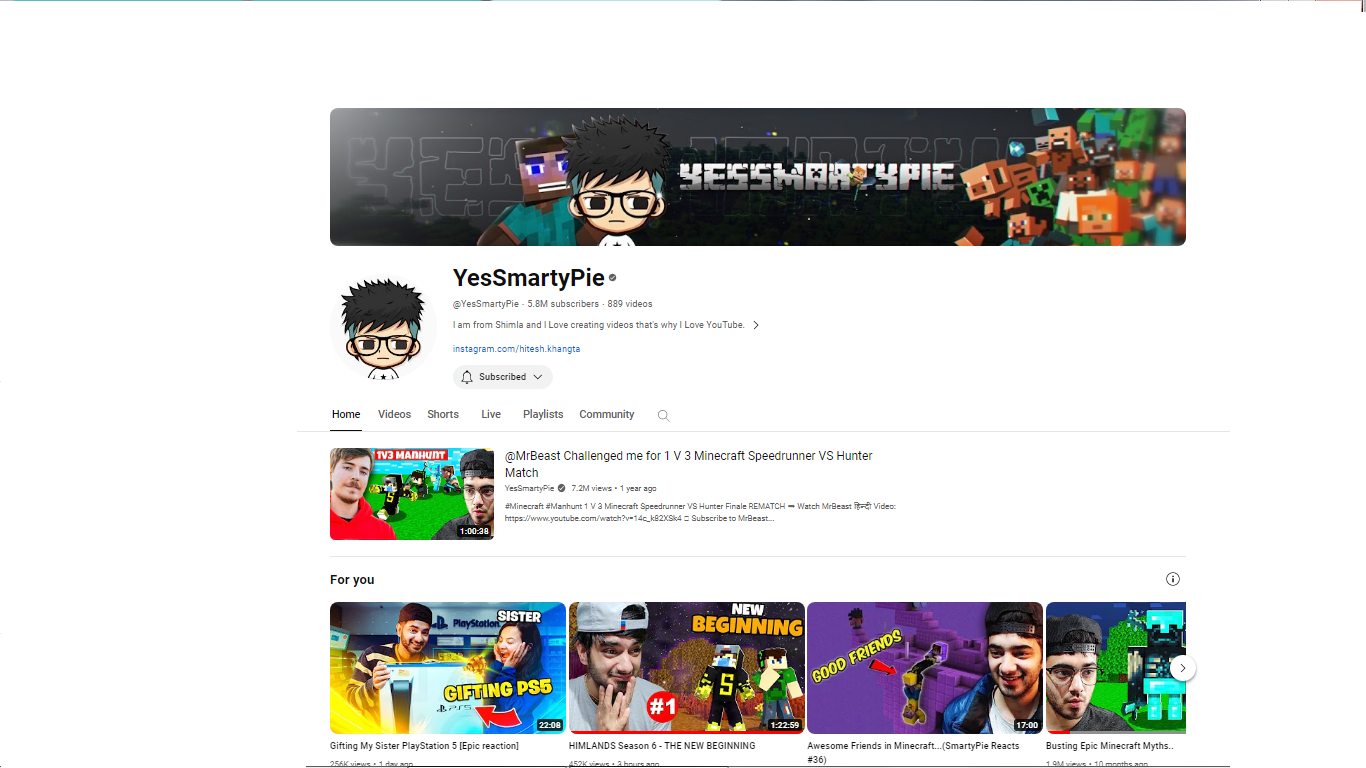 YESSMARTYPIE
YesSmartyPie
@YesSmartyPie · 5.8M subscribers · 889 videos
I am from Shimla and I Love creating videos that's why I Love YouTube.
instagram.com/hitesh.khangta
Subscribed
Home Videos Shorts Live Playlists Community
1V3 MANHUNT
1:00:38
@MrBeast Challenged me for 1 V 3 Minecraft Speedrunner VS Hunter
Match
YesSmartyPie 7.2M views • 1 year ago
#Minecraft #Manhunt 1 V 3 Minecraft Speedrunner VS Hunter Finale REMATCH ➡ Watch MrBeast हिन्दी Video:
https://www.youtube.com/watch?v=14c_k82XSk4 Subscribe to MrBeast...
For you
PlayStation
SISTER
GIFTING PS5
PS5
22:08
NEW
BEGINNING
#1
1:22:59
GOOD FRIENDS
17:00
Gifting My Sister PlayStation 5 [Epic reaction]
256K views • 1 day ago
HIMLANDS Season 6 - THE NEW BEGINNING
452K views • 3 hours ago
Awesome Friends in Minecraft...(SmartyPie Reacts
#36)
Busting Epic Minecraft Myths..
1.9M views • 10 months ago